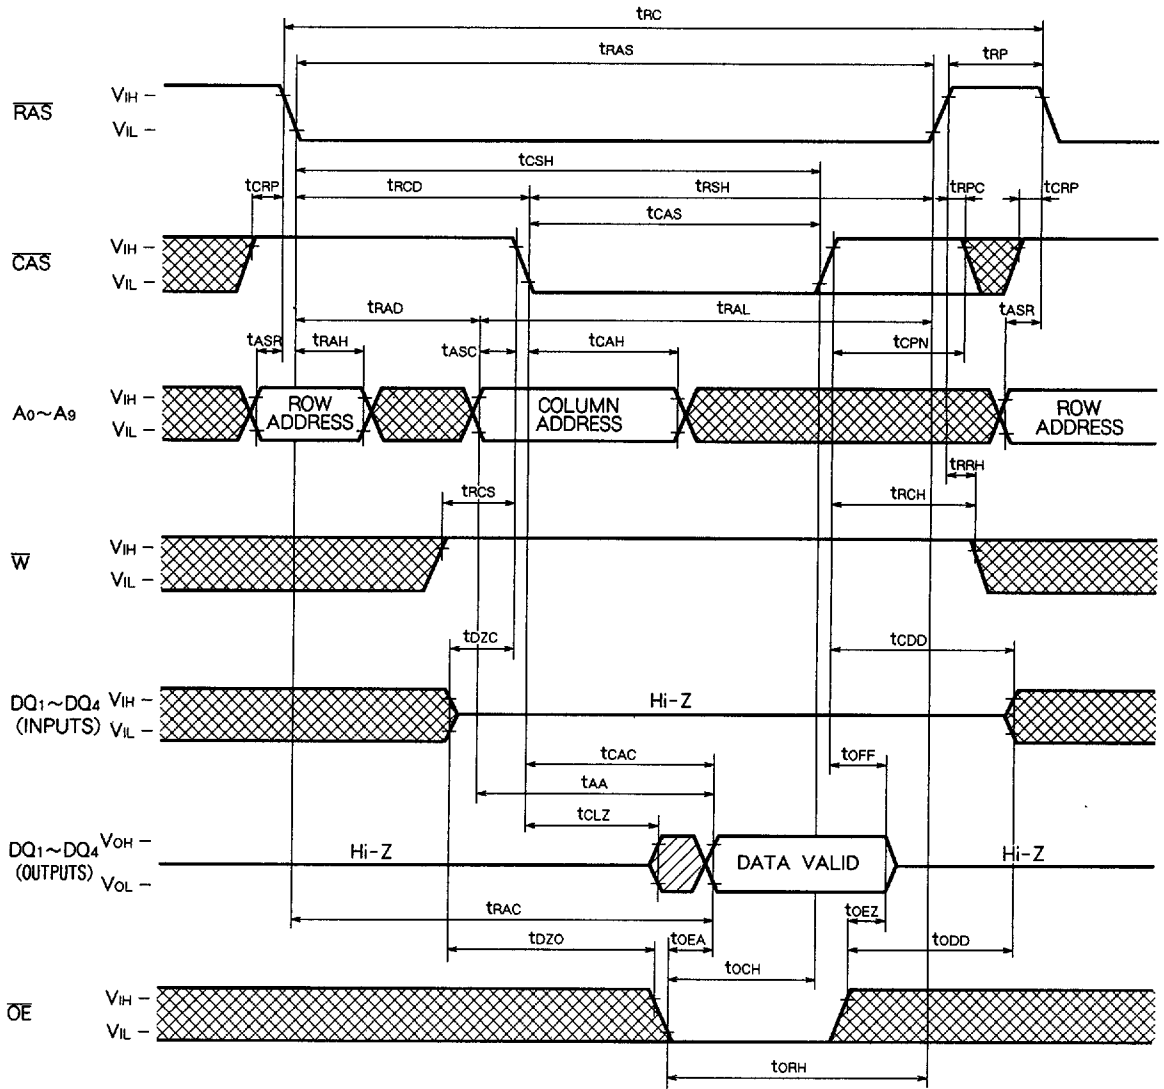 tRC
tRAS
tRP
RAS
VIH –
VIL –
tCSH
tCRP
tRCD
tRSH
tRPC
tCRP
tCAS
CAS
VIH –
VIL –
tRAD
tRAL
tASR
tASR
tRAH
tASC
tCAH
tCPN
A0~A9
VIH –
VIL –
ROW ADDRESS
COLUMN ADDRESS
ROW ADDRESS
tRRH
tRCS
tRCH
W
VIH –
VIL –
tDZC
tCDD
DQ1~DQ4
(INPUTS)
VIH –
VIL –
Hi-Z
tCAC
tOFF
tAA
tCLZ
DQ1~DQ4
(OUTPUTS)
VOH –
VOL –
Hi-Z
DATA VALID
Hi-Z
tRAC
tOEZ
tDZO
tOEA
tODD
tOCH
OE
VIH –
VIL –
tORH